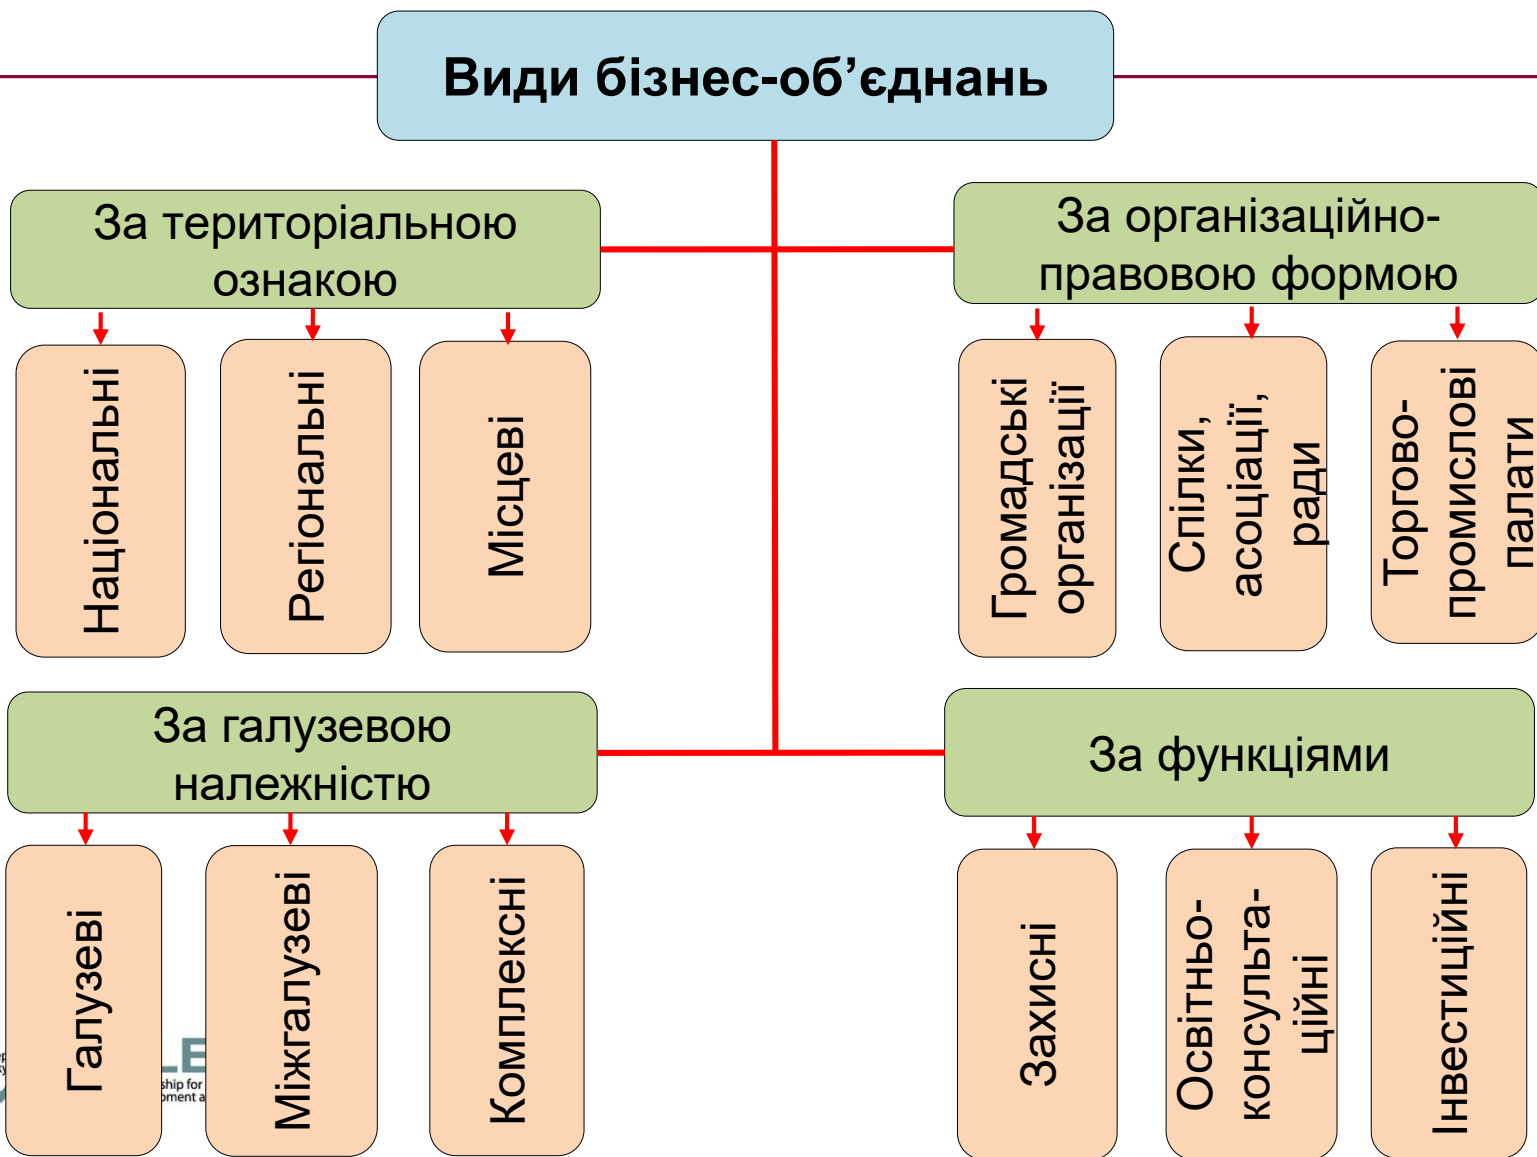 Види бізнес-об’єднань
За територіальною
ознакою
Національні
Регіональні
Місцеві
За організаційно-
правовою формою
Громадські
організації
Спілки,
асоціації,
ради
Торгово-
промислові
палати
За галузевою
належністю
Галузеві
Міжгалузеві
Комплексні
За функціями
Захисні
Освітньо-
консульта-
ційні
Інвестиційні